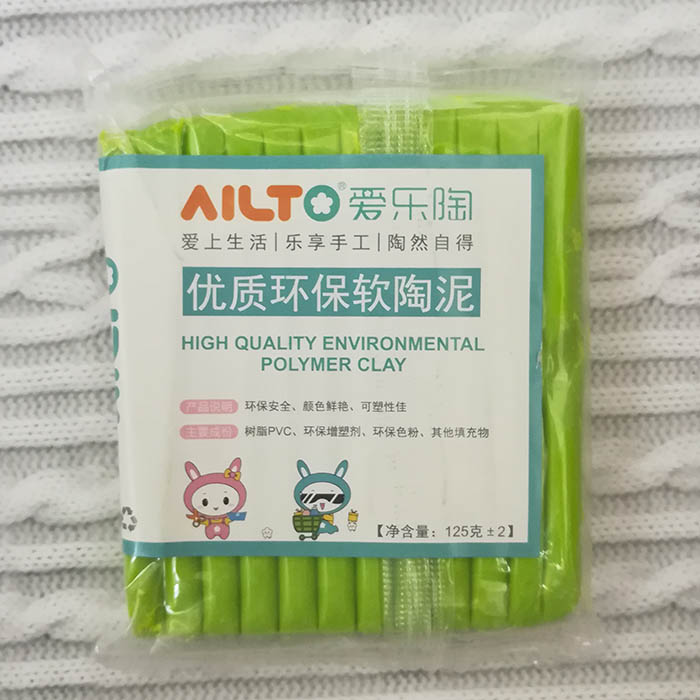 AILTO® 爱乐陶
爱上生活|乐享手工|陶然自得
优质环保软陶泥
HIGH QUALITY ENVIRONMENTAL
POLYMER CLAY
产品说明 环保安全、颜色鲜艳、可塑性佳
主要成份 树脂PVC、环保增塑剂、环保色粉、其他填充物
【净含量：125克±2】